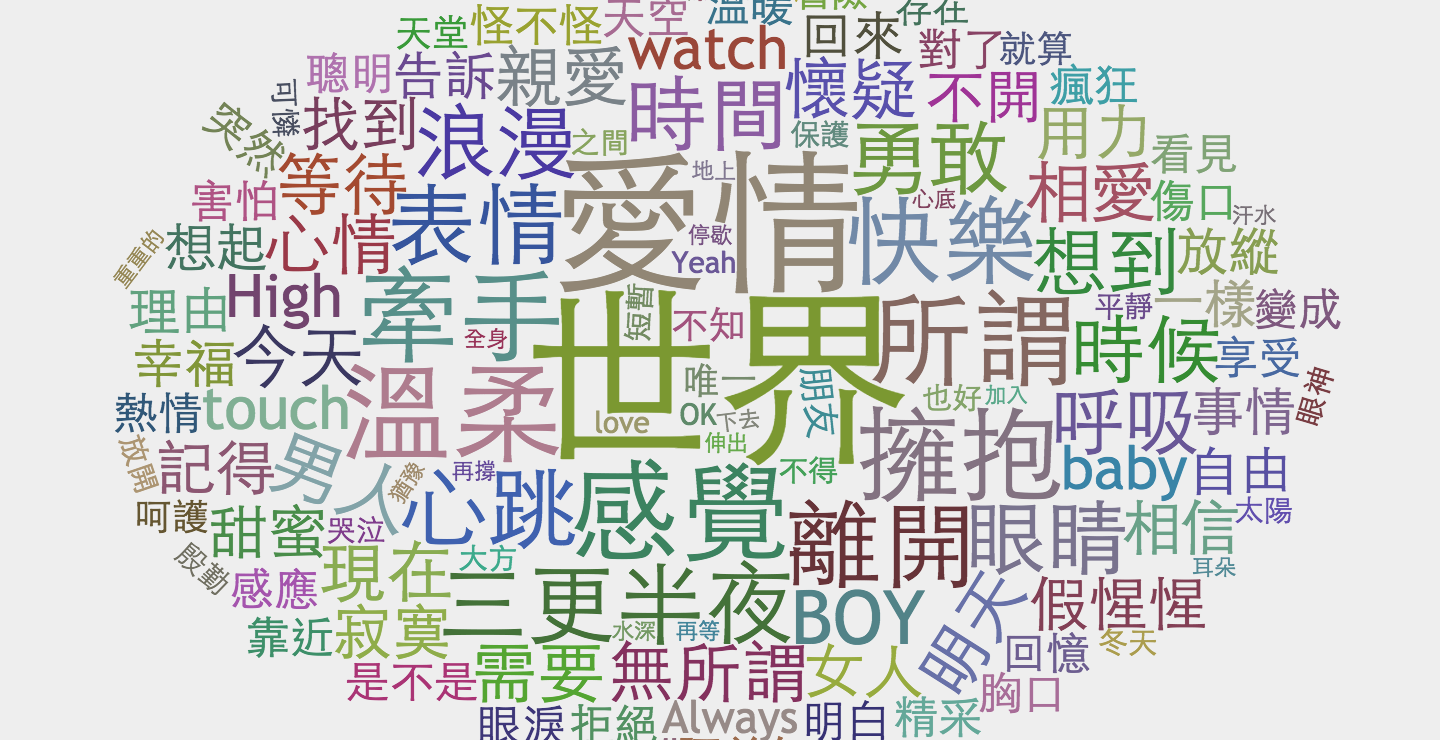 溫暖
存在
天堂
怪不怪
天空
watch
回來
對了
就算
聰明
告訴
親愛
時間
懷疑
不開
瘋狂
可憐
找到
浪漫
之間
保護
勇敢
用力
看見
突然
等待
愛情
地上
心底
相愛
傷口
汗水
害怕
表情
停歇
快樂
想起
心情
Yeah
想到
放縱
重重的
High
牽手
短暫
世界
所謂
平靜
一樣
變成
理由
全身
不知
時候
幸福
今天
唯一
朋友
享受
眼神
熱情
touch
溫柔
love
OK
下去
也好
加入
呼吸
事情
放開
記得
男人
猶豫
再撐
伸出
擁抱
baby
自由
心跳
感覺
不得
呵護
甜蜜
哭泣
離開
眼睛
相信
太陽
殷勤
感應
現在
大方
耳朵
三更半夜
BOY
明天
假惺惺
靠近
寂寞
水深
再等
回憶
冬天
是不是
需要
無所謂
女人
胸口
眼淚
拒絕
Always
明白
精采